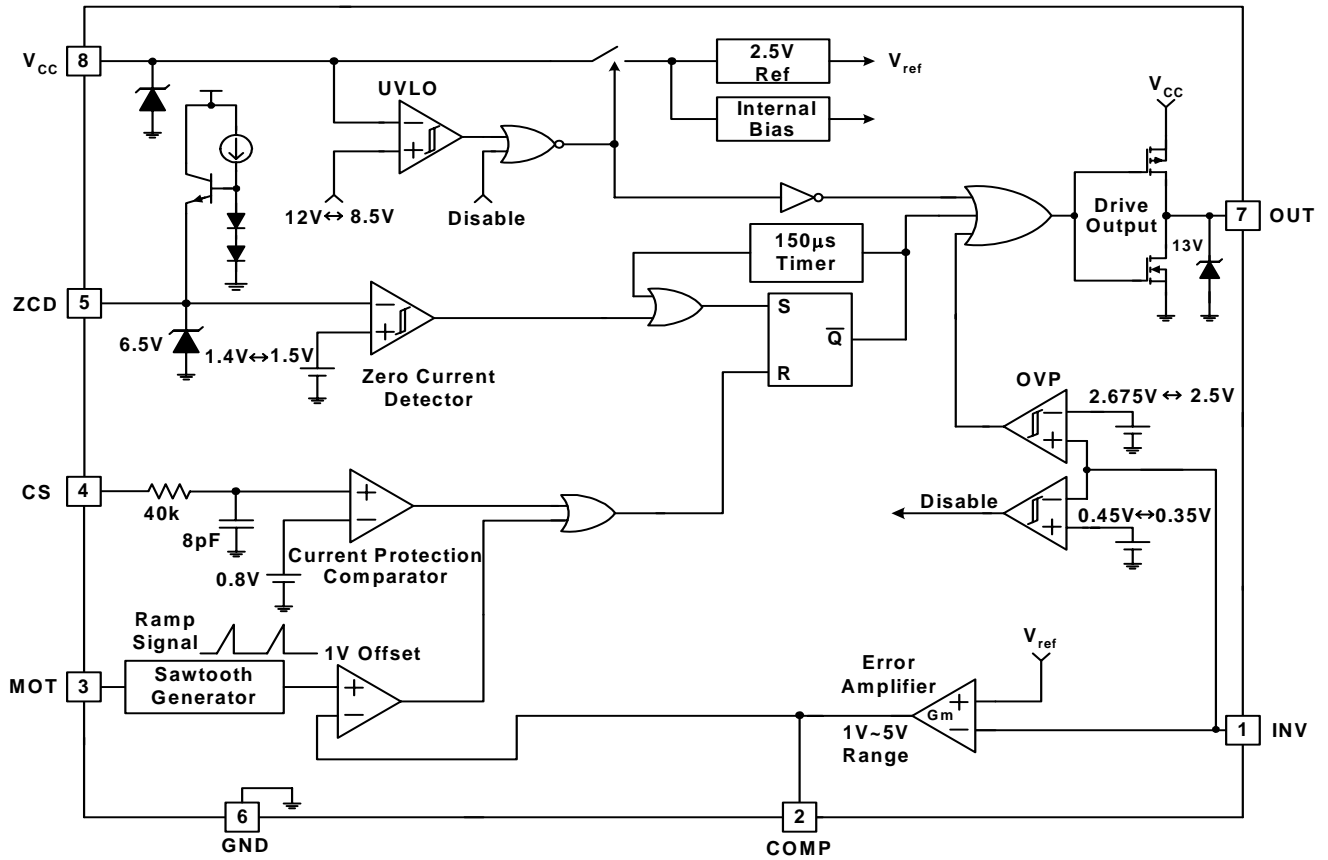 V_CC
8
2.5V
Ref
V_ref
Internal
Bias
UVLO
−
+
12V↔ 8.5V
Disable
V_CC
Drive
Output
7
OUT
13V
150μs
Timer
ZCD
5
6.5V
1.4V↔1.5V
−
+
Zero Current
Detector
S
R
Q̅
OVP
2.675V ↔ 2.5V
−
+
Disable
−
+
0.45V↔0.35V
CS
4
40k
8pF
0.8V
+
−
Current Protection
Comparator
Ramp
Signal
1V Offset
MOT
3
Sawtooth
Generator
+
−
Error
Amplifier
V_ref
1V~5V
Range
Gm
+
−
1
INV
6
GND
2
COMP